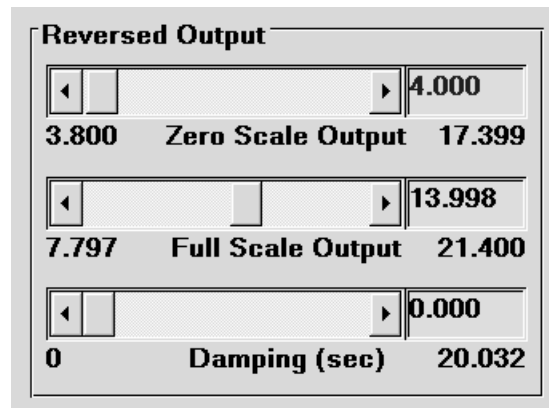 Reversed Output
4.000
3.800 Zero Scale Output 17.399
13.998
7.797 Full Scale Output 21.400
0.000
0 Damping (sec) 20.032